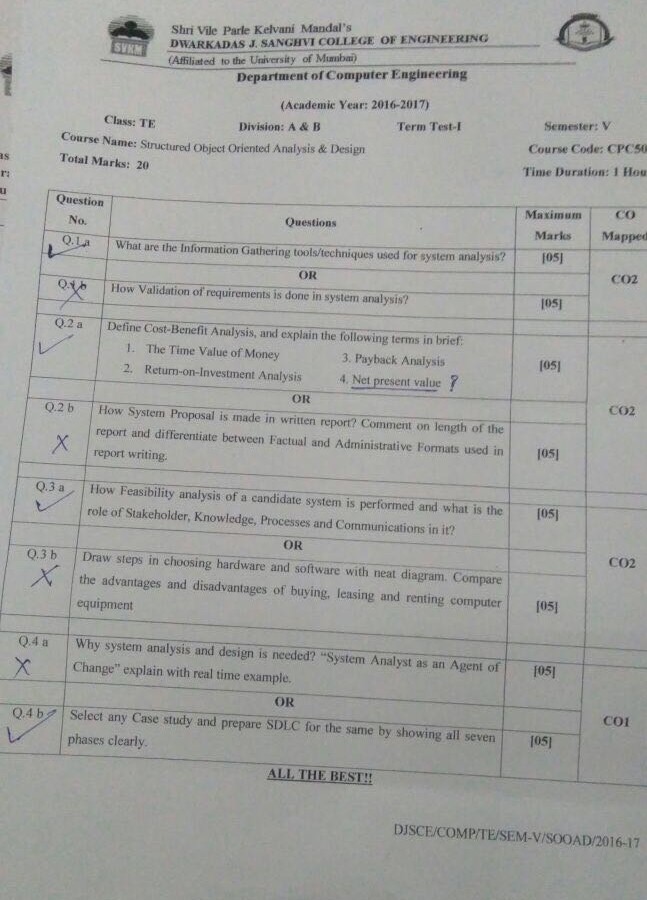 SVKM
Shri Vile Parle Kelvani Mandal's
DWARKADAS J. SANGHVI COLLEGE OF ENGINEERING
(Affiliated to the University of Mumbai)
Department of Computer Engineering
(Academic Year: 2016-2017)
Class: TE Division: A & B Term Test-I Semester: V
Course Name: Structured Object Oriented Analysis & Design Course Code: CPC50
Total Marks: 20 Time Duration: 1 Hou
Question No. Questions Maximum Marks CO Mapped
Q.1 a What are the Information Gathering tools/techniques used for system analysis? [05] CO2
OR
Q.1 b How Validation of requirements is done in system analysis? [05]
Q.2 a Define Cost-Benefit Analysis, and explain the following terms in brief: [05] CO2
1. The Time Value of Money 3. Payback Analysis
2. Return-on-Investment Analysis 4. Net present value ?
OR
Q.2 b How System Proposal is made in written report? Comment on length of the
report and differentiate between Factual and Administrative Formats used in [05]
report writing.
Q.3 a How Feasibility analysis of a candidate system is performed and what is the [05] CO2
role of Stakeholder, Knowledge, Processes and Communications in it?
OR
Q.3 b Draw steps in choosing hardware and software with neat diagram. Compare
the advantages and disadvantages of buying, leasing and renting computer [05]
equipment
Q.4 a Why system analysis and design is needed? "System Analyst as an Agent of [05] CO1
Change" explain with real time example.
OR
Q.4 b Select any Case study and prepare SDLC for the same by showing all seven [05]
phases clearly.
ALL THE BEST!!
DJSCE/COMP/TE/SEM-V/SOOAD/2016-17